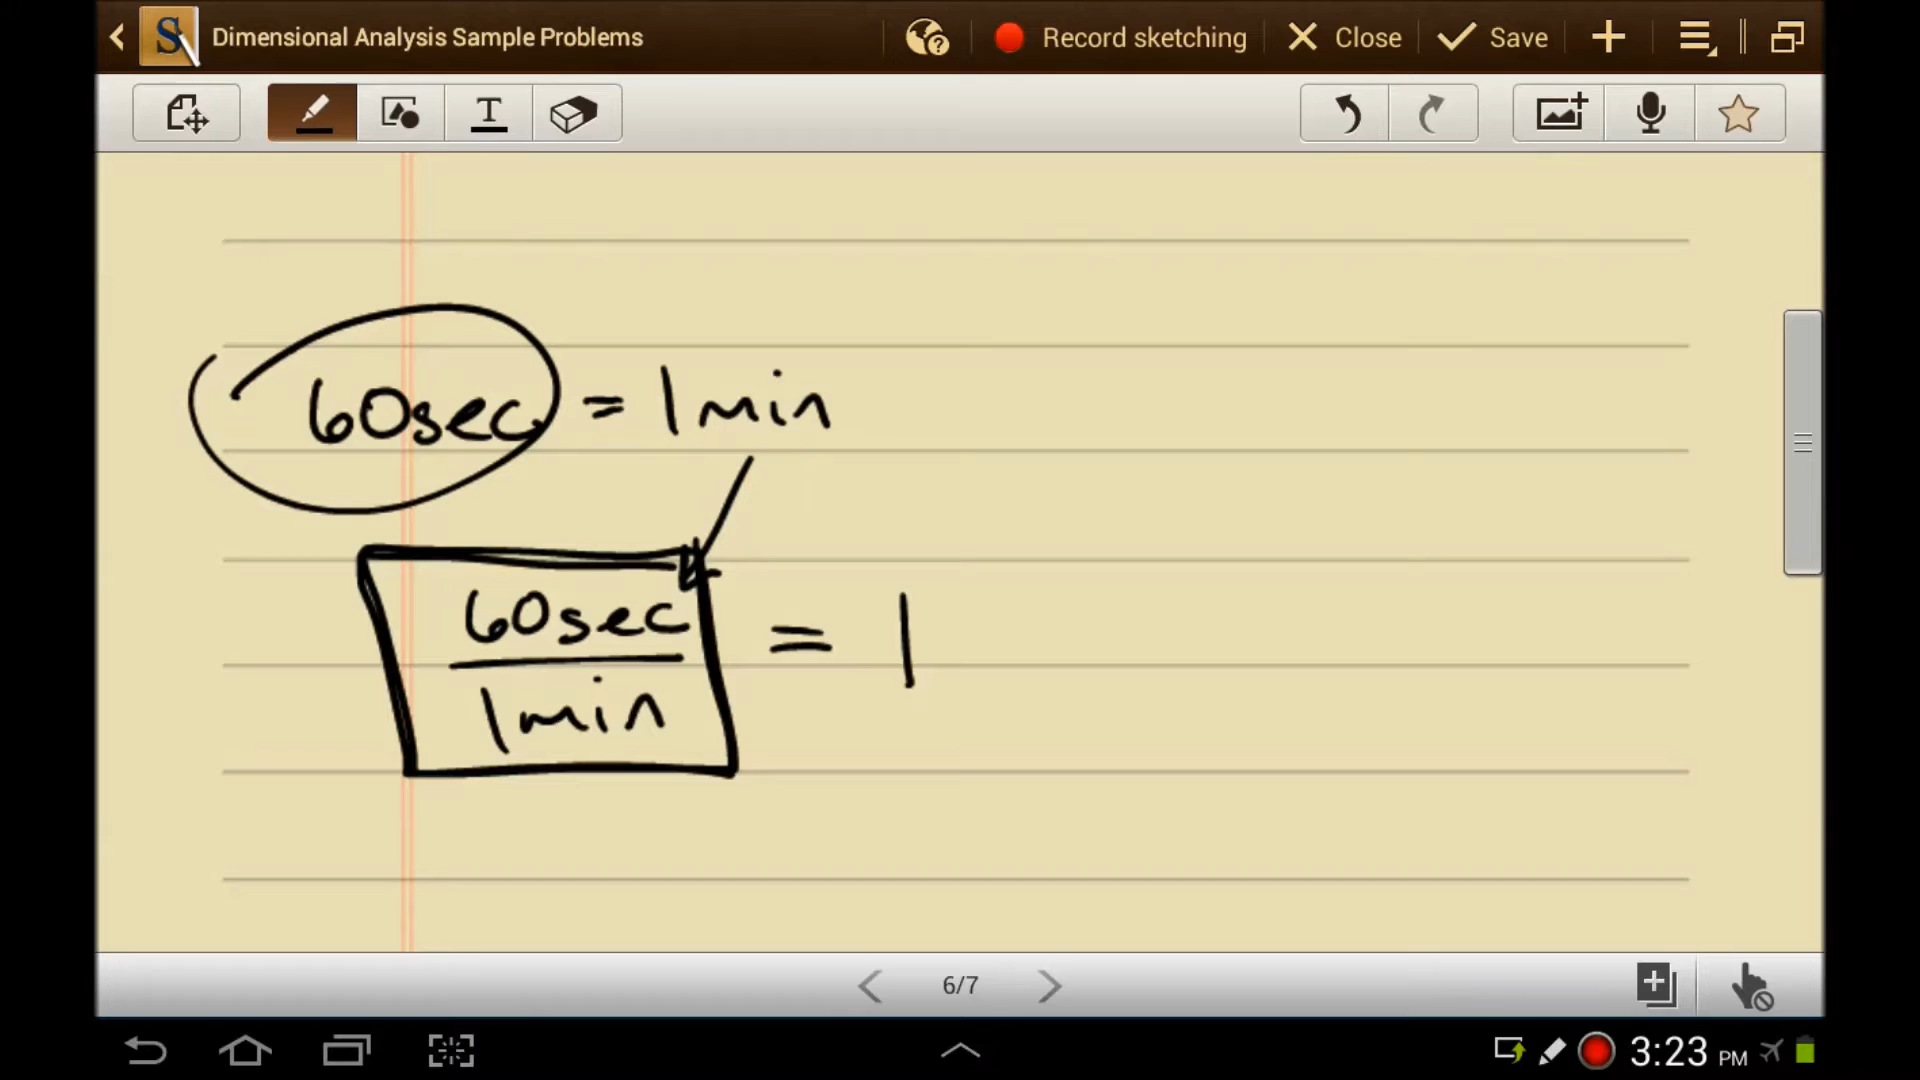 Dimensional Analysis Sample Problems Record sketching Close Save
T
60sec = 1min
60sec
1min
= 1
6/7
3:23 PM